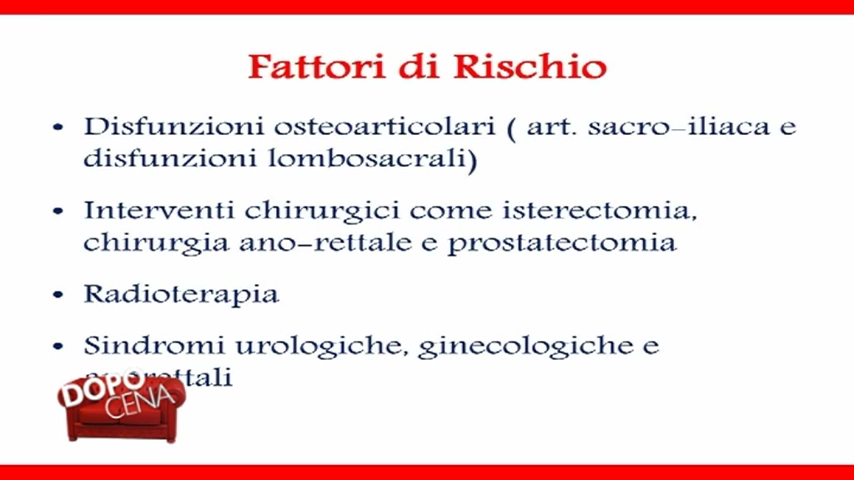 Fattori di Rischio
• Disfunzioni osteoarticolari ( art. sacro-iliaca e
disfunzioni lombosacrali)
• Interventi chirurgici come isterectomia,
chirurgia ano-rettale e prostatectomia
• Radioterapia
• Sindromi urologiche, ginecologiche e
DOPO
CENA